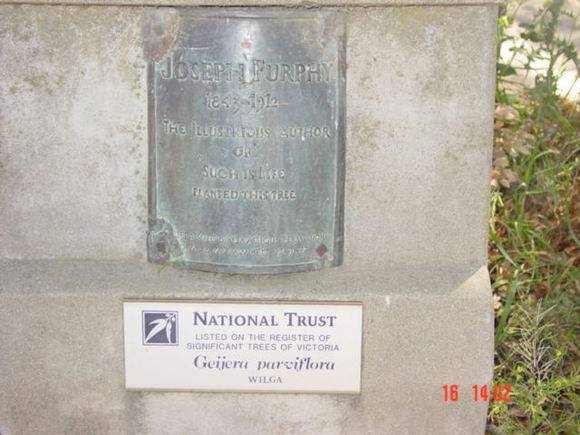 JOSEPH FURPHY
1843-1912
THE ILLUSTRIOUS AUTHOR
OF
SUCH IS LIFE
PLANTED THIS TREE
NATIONAL TRUST
LISTED ON THE REGISTER OF
SIGNIFICANT TREES OF VICTORIA
Geijera parviflora
WILGA
16 14:02